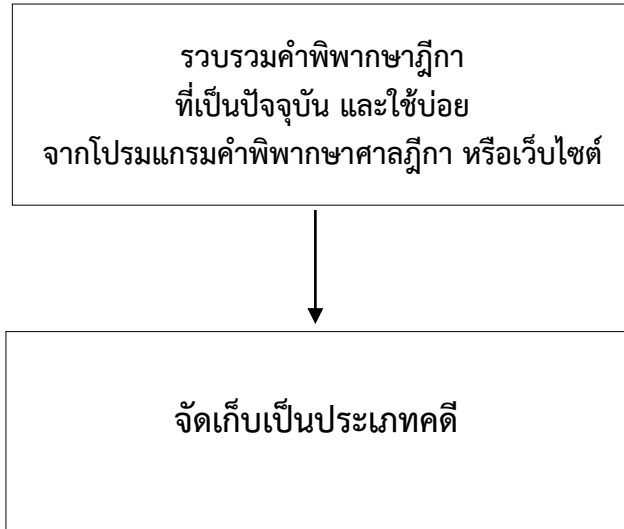 รวบรวมคำพิพากษาฎีกา
ที่เป็นปัจจุบัน และใช้บ่อย
จากโปรมแกรมคำพิพากษาศาลฎีกา หรือเว็บไซต์
จัดเก็บเป็นประเภทคดี